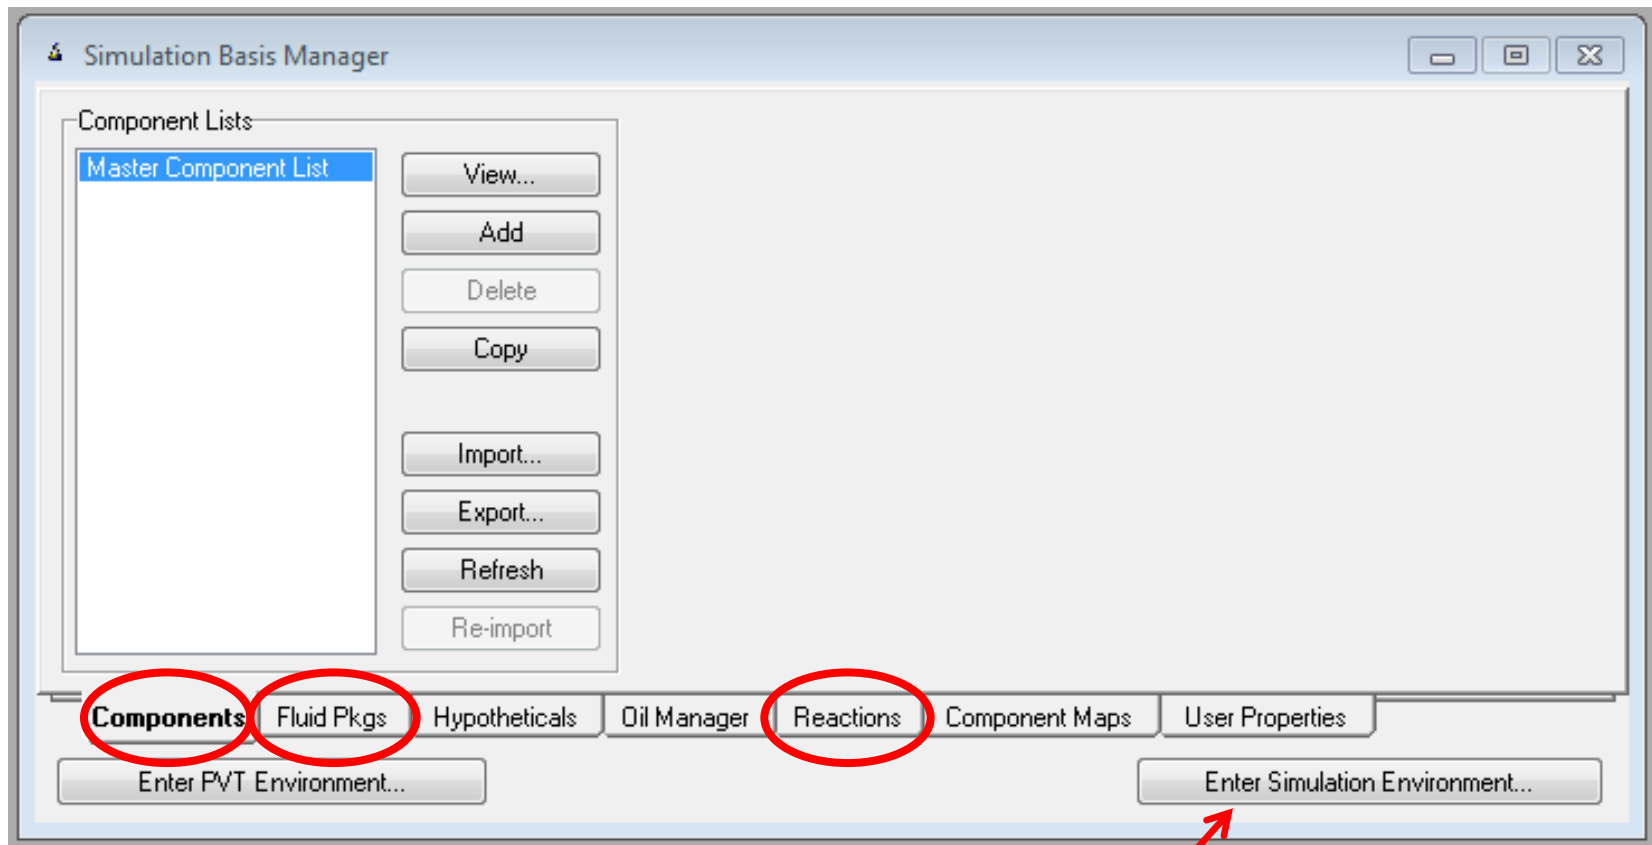 Simulation Basis Manager
Component Lists
Master Component List
View...
Add
Delete
Copy
Import...
Export...
Refresh
Re-import
Components Fluid Pkgs Hypotheticals Oil Manager Reactions Component Maps User Properties
Enter PVT Environment... Enter Simulation Environment...